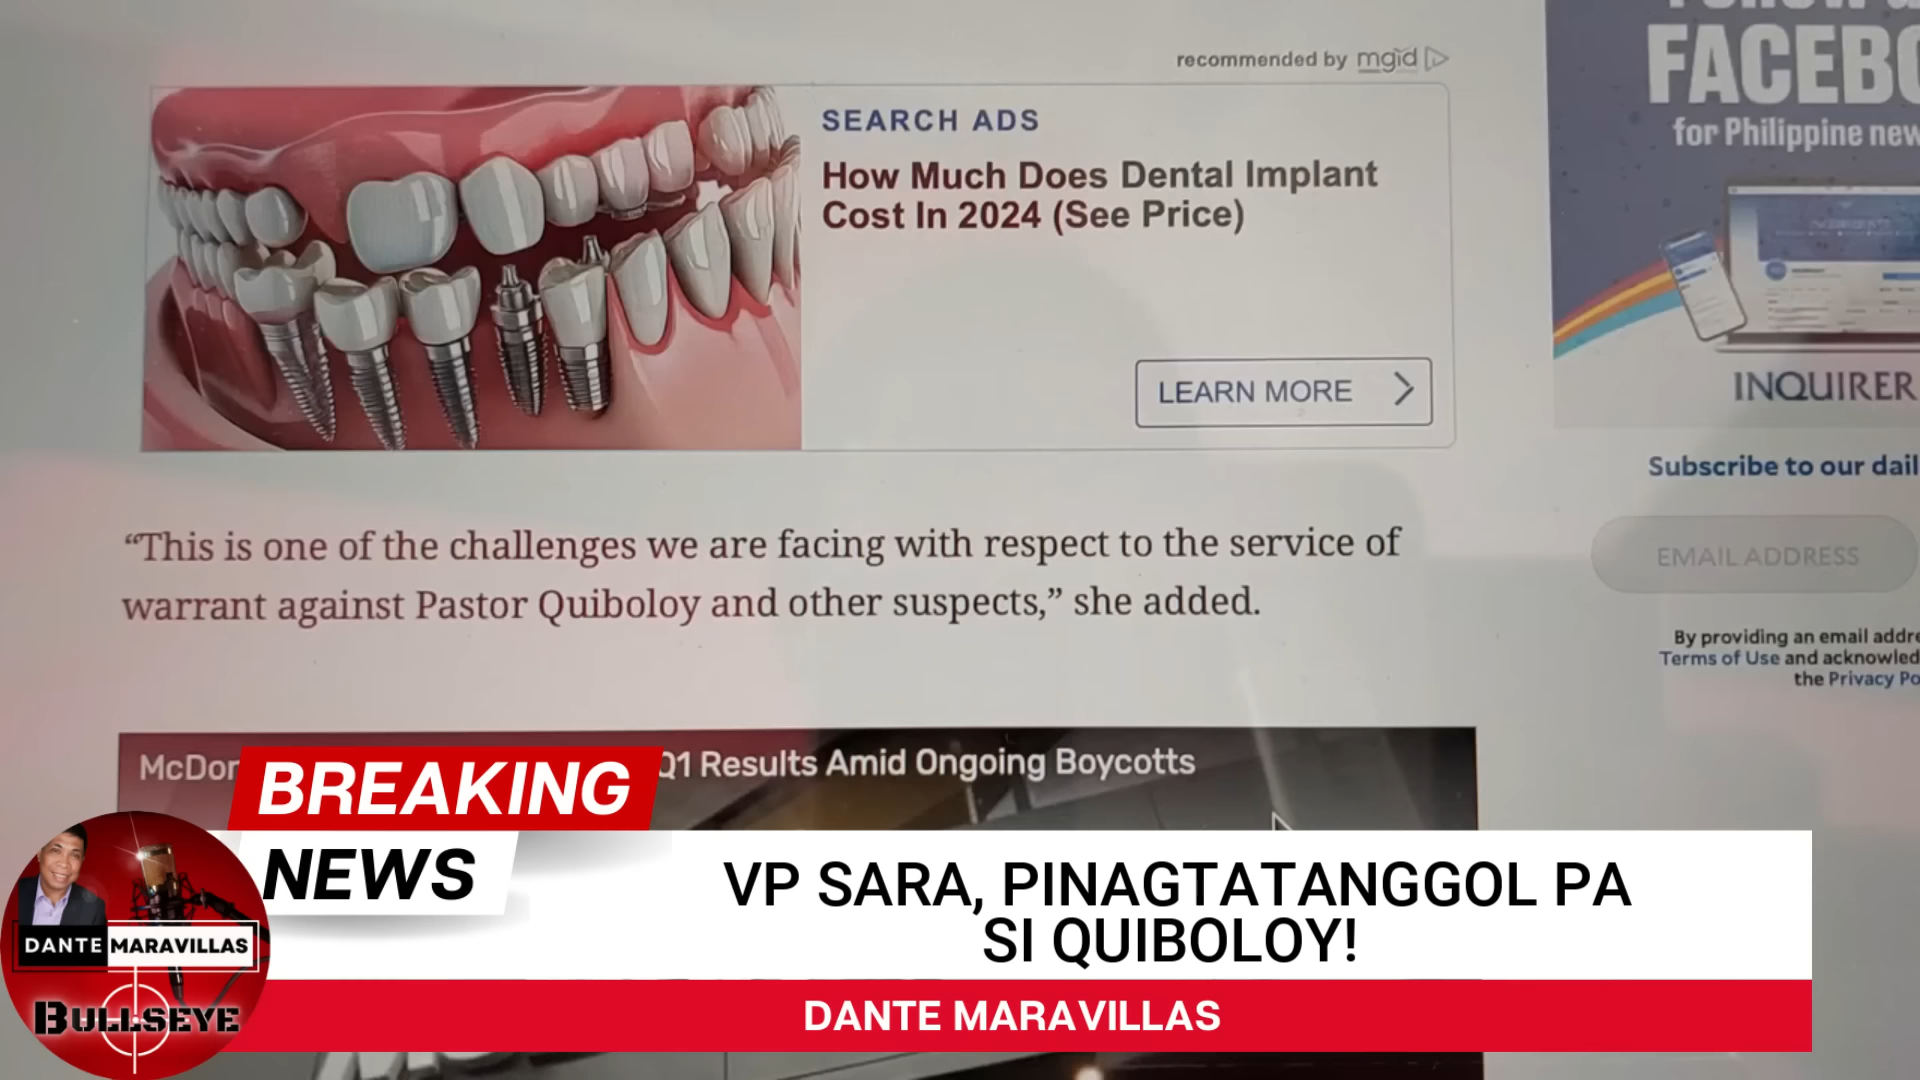 recommended by mgid
SEARCH ADS
How Much Does Dental Implant
Cost In 2024 (See Price)
LEARN MORE
FACEBO
for Philippine new
INQUIRER
Subscribe to our dail
EMAIL ADDRESS
By providing an email addre
Terms of Use and acknowled
the Privacy Po
“This is one of the challenges we are facing with respect to the service of
warrant against Pastor Quiboloy and other suspects,” she added.
McDor
Q1 Results Amid Ongoing Boycotts
BREAKING
NEWS
VP SARA, PINAGTATANGGOL PA
SI QUIBOLOY!
DANTE MARAVILLAS
DANTE MARAVILLAS
BULLSEYE